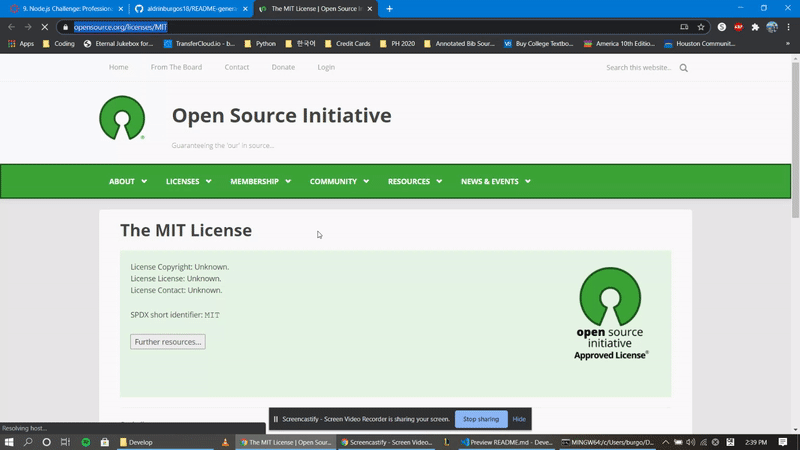 9. Node.js Challenge: Profession
aldrinburgos18/README-genera
The MIT License | Open Source In
opensource.org/licenses/MIT
Apps
Coding
Eternal Jukebox for...
TransferCloud.io - b...
Python
한국어
Credit Cards
PH 2020
Annotated Bib Sour...
Buy College Textbo...
America 10th Edition...
Houston Communit...
Home
From The Board
Contact
Donate
Login
Search this website...
Open Source Initiative
Guaranteeing the 'our' in source...
ABOUT
LICENSES
MEMBERSHIP
COMMUNITY
RESOURCES
NEWS & EVENTS
The MIT License
License Copyright: Unknown.
License License: Unknown.
License Contact: Unknown.
SPDX short identifier: MIT
Further resources...
open source
initiative
Approved License®
Screencastify - Screen Video Recorder is sharing your screen.
Stop sharing
Hide
Resolving host...
Develop
The MIT License | Open Sour...
Screencastify - Screen Video...
Preview README.md - Deve...
MINGW64:/c/Users/burgo/D...
2:39 PM